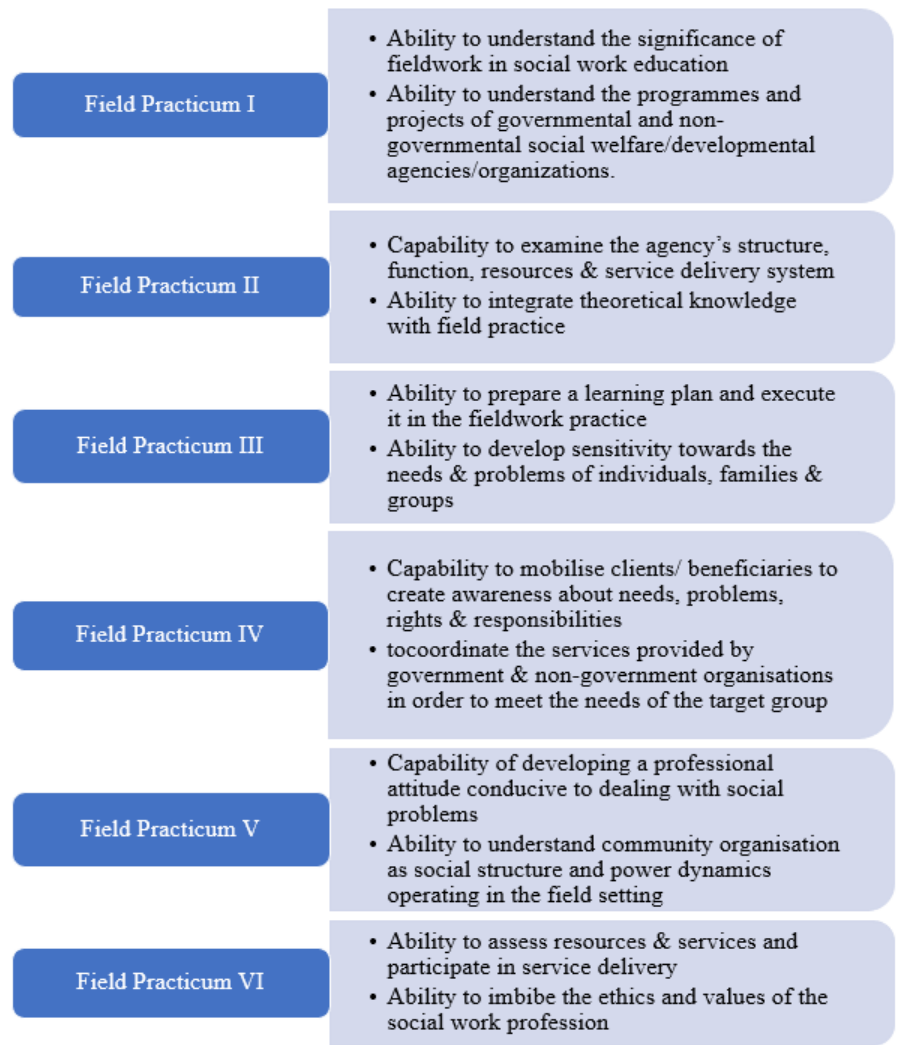 Field Practicum I
• Ability to understand the significance of
fieldwork in social work education
• Ability to understand the programmes and
projects of governmental and non-
governmental social welfare/developmental
agencies/organizations.
Field Practicum II
• Capability to examine the agency’s structure,
function, resources & service delivery system
• Ability to integrate theoretical knowledge
with field practice
Field Practicum III
• Ability to prepare a learning plan and execute
it in the fieldwork practice
• Ability to develop sensitivity towards the
needs & problems of individuals, families &
groups
Field Practicum IV
• Capability to mobilise clients/ beneficiaries to
create awareness about needs, problems,
rights & responsibilities
• tocoordinate the services provided by
government & non-government organisations
in order to meet the needs of the target group
Field Practicum V
• Capability of developing a professional
attitude conducive to dealing with social
problems
• Ability to understand community organisation
as social structure and power dynamics
operating in the field setting
Field Practicum VI
• Ability to assess resources & services and
participate in service delivery
• Ability to imbibe the ethics and values of the
social work profession